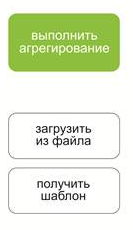 выполнить
агрегирование
загрузить
из файла
получить
шаблон